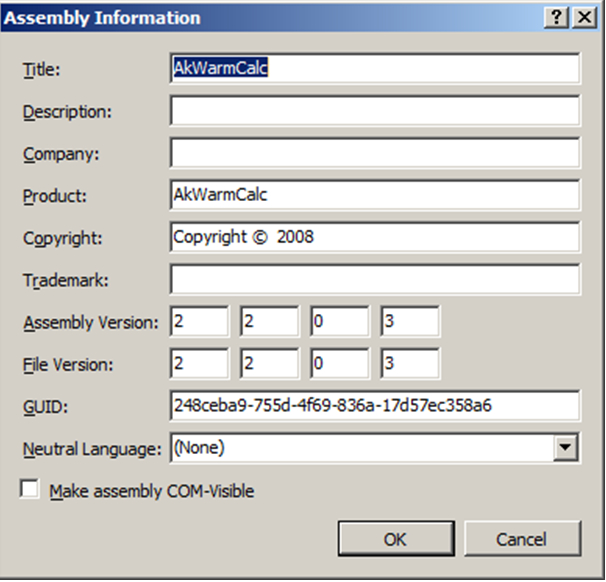 Assembly Information
Title: AkWarmCalc
Description:
Company:
Product: AkWarmCalc
Copyright: Copyright © 2008
Trademark:
Assembly Version: 2 2 0 3
File Version: 2 2 0 3
GUID: 248ceba9-755d-4f69-836a-17d57ec358a6
Neutral Language: (None)
Make assembly COM-Visible
OK Cancel